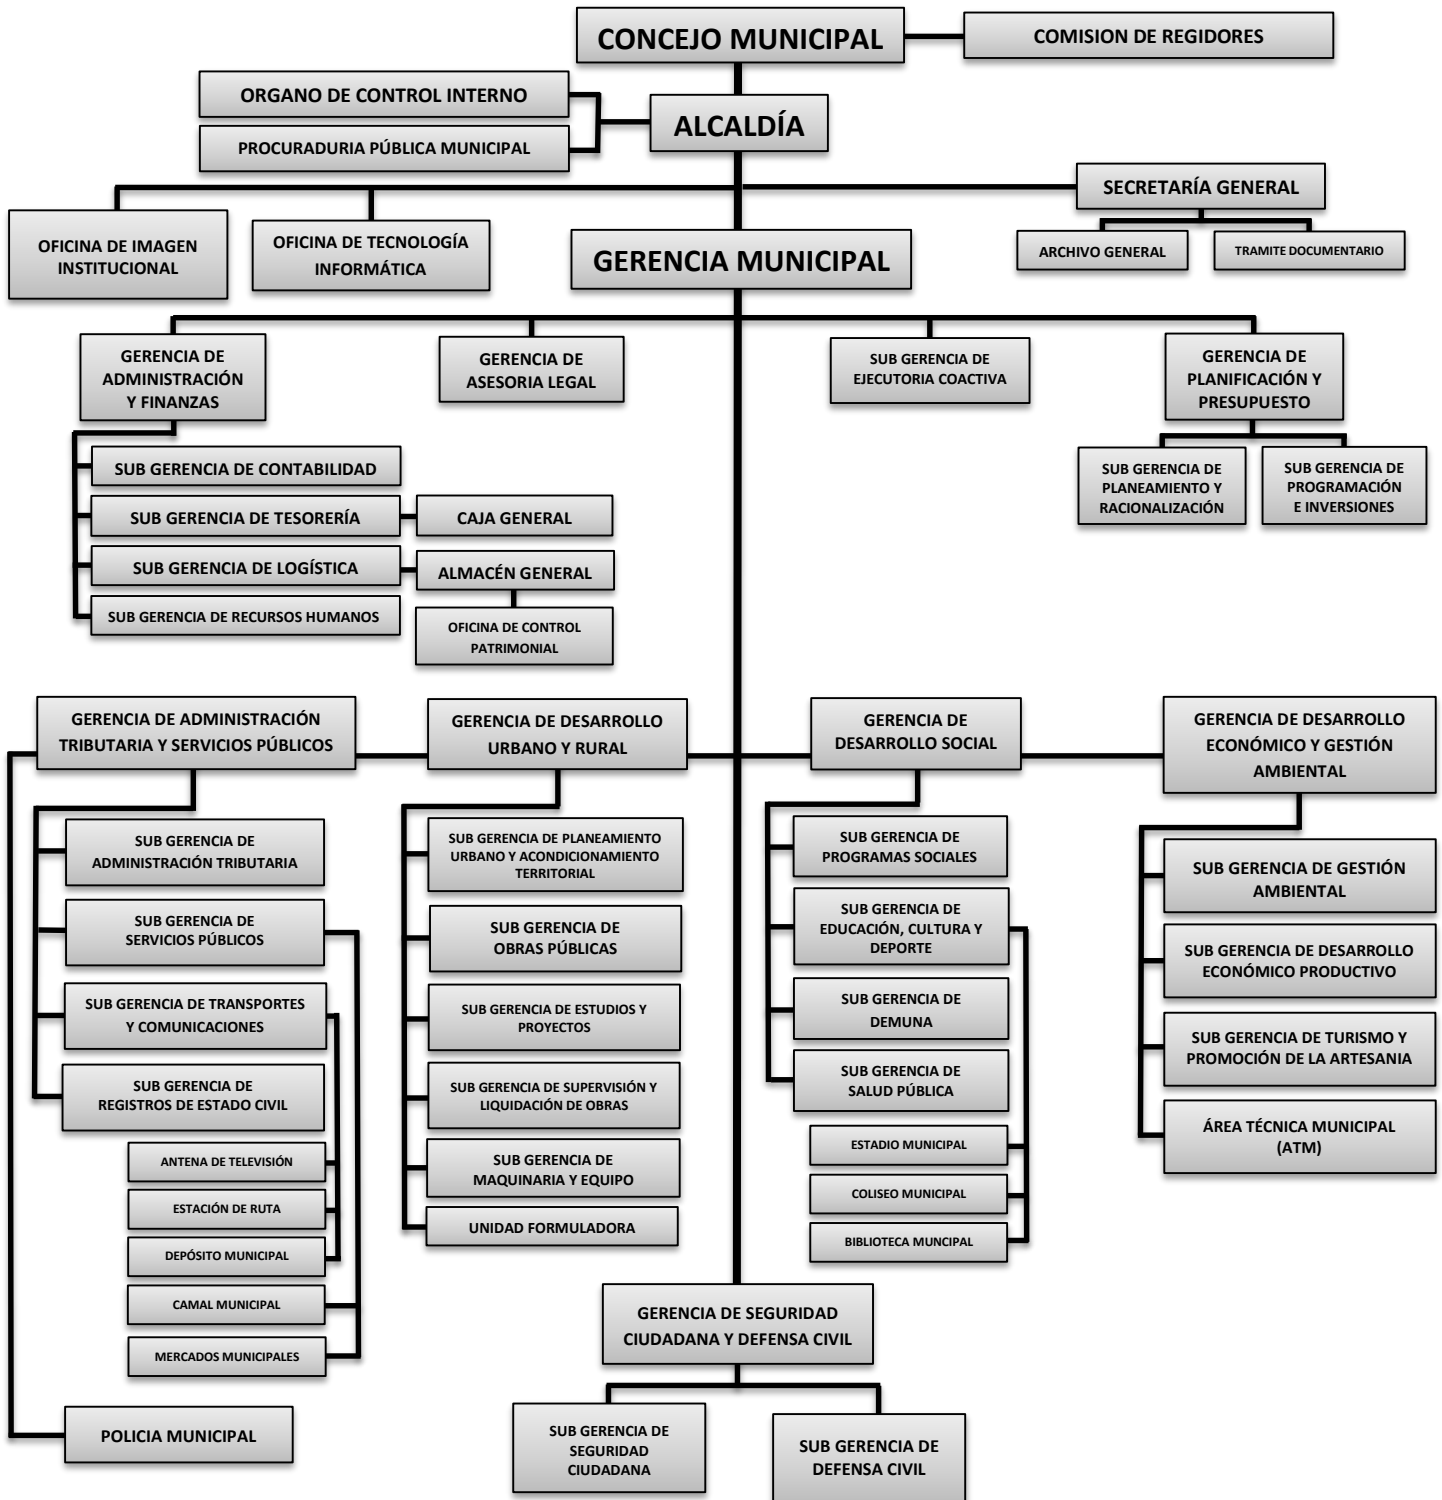 CONCEJO MUNICIPAL
COMISION DE REGIDORES
ORGANO DE CONTROL INTERNO
ALCALDÍA
PROCURADURIA PÚBLICA MUNICIPAL
SECRETARÍA GENERAL
OFICINA DE IMAGEN
INSTITUCIONAL
OFICINA DE TECNOLOGÍA
INFORMÁTICA
GERENCIA MUNICIPAL
ARCHIVO GENERAL
TRAMITE DOCUMENTARIO
GERENCIA DE
ADMINISTRACIÓN
Y FINANZAS
GERENCIA DE
ASESORIA LEGAL
SUB GERENCIA DE
EJECUTORIA COACTIVA
GERENCIA DE
PLANIFICACIÓN Y
PRESUPUESTO
SUB GERENCIA DE CONTABILIDAD
SUB GERENCIA DE TESORERÍA
CAJA GENERAL
SUB GERENCIA DE LOGÍSTICA
ALMACÉN GENERAL
SUB GERENCIA DE RECURSOS HUMANOS
OFICINA DE CONTROL
PATRIMONIAL
SUB GERENCIA DE
PLANEAMIENTO Y
RACIONALIZACIÓN
SUB GERENCIA DE
PROGRAMACIÓN
E INVERSIONES
GERENCIA DE ADMINISTRACIÓN
TRIBUTARIA Y SERVICIOS PÚBLICOS
GERENCIA DE DESARROLLO
URBANO Y RURAL
GERENCIA DE
DESARROLLO SOCIAL
GERENCIA DE DESARROLLO
ECONÓMICO Y GESTIÓN
AMBIENTAL
SUB GERENCIA DE
ADMINISTRACIÓN TRIBUTARIA
SUB GERENCIA DE
SERVICIOS PÚBLICOS
SUB GERENCIA DE TRANSPORTES
Y COMUNICACIONES
SUB GERENCIA DE
REGISTROS DE ESTADO CIVIL
ANTENA DE TELEVISIÓN
ESTACIÓN DE RUTA
DEPÓSITO MUNICIPAL
CAMAL MUNICIPAL
MERCADOS MUNICIPALES
POLICIA MUNICIPAL
SUB GERENCIA DE PLANEAMIENTO
URBANO Y ACONDICIONAMIENTO
TERRITORIAL
SUB GERENCIA DE
OBRAS PÚBLICAS
SUB GERENCIA DE ESTUDIOS Y
PROYECTOS
SUB GERENCIA DE SUPERVISIÓN Y
LIQUIDACIÓN DE OBRAS
SUB GERENCIA DE
MAQUINARIA Y EQUIPO
UNIDAD FORMULADORA
SUB GERENCIA DE
PROGRAMAS SOCIALES
SUB GERENCIA DE
EDUCACIÓN, CULTURA Y
DEPORTE
SUB GERENCIA DE
DEMUNA
SUB GERENCIA DE
SALUD PÚBLICA
ESTADIO MUNICIPAL
COLISEO MUNICIPAL
BIBLIOTECA MUNCIPAL
SUB GERENCIA DE GESTIÓN
AMBIENTAL
SUB GERENCIA DE DESARROLLO
ECONÓMICO PRODUCTIVO
SUB GERENCIA DE TURISMO Y
PROMOCIÓN DE LA ARTESANIA
ÁREA TÉCNICA MUNICIPAL
(ATM)
GERENCIA DE SEGURIDAD
CIUDADANA Y DEFENSA CIVIL
SUB GERENCIA DE
SEGURIDAD
CIUDADANA
SUB GERENCIA DE
DEFENSA CIVIL